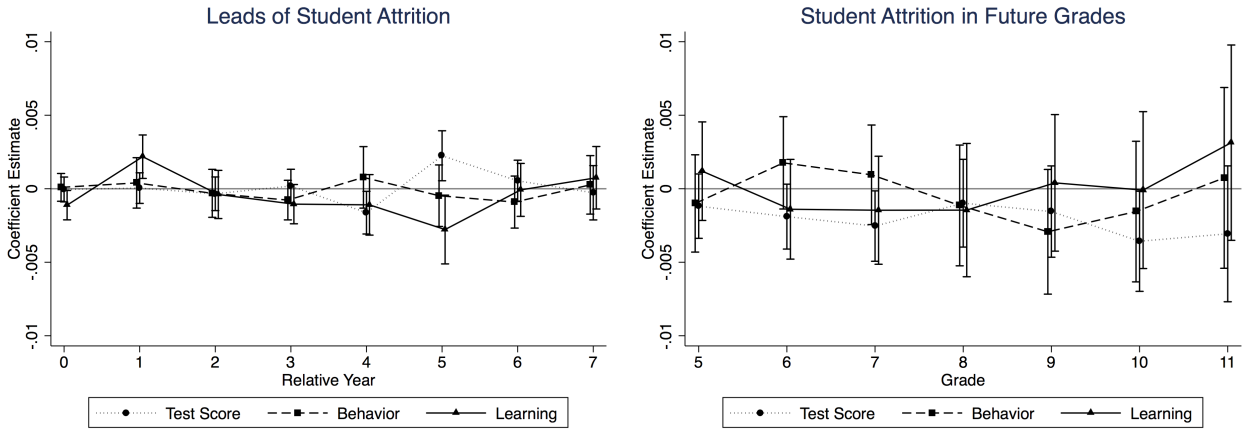 Leads of Student Attrition
Coefficient Estimate
.01
.005
0
-.005
-.01
0 1 2 3 4 5 6 7
Relative Year
Test Score Behavior Learning
Student Attrition in Future Grades
Coefficient Estimate
.01
.005
0
-.005
-.01
5 6 7 8 9 10 11
Grade
Test Score Behavior Learning